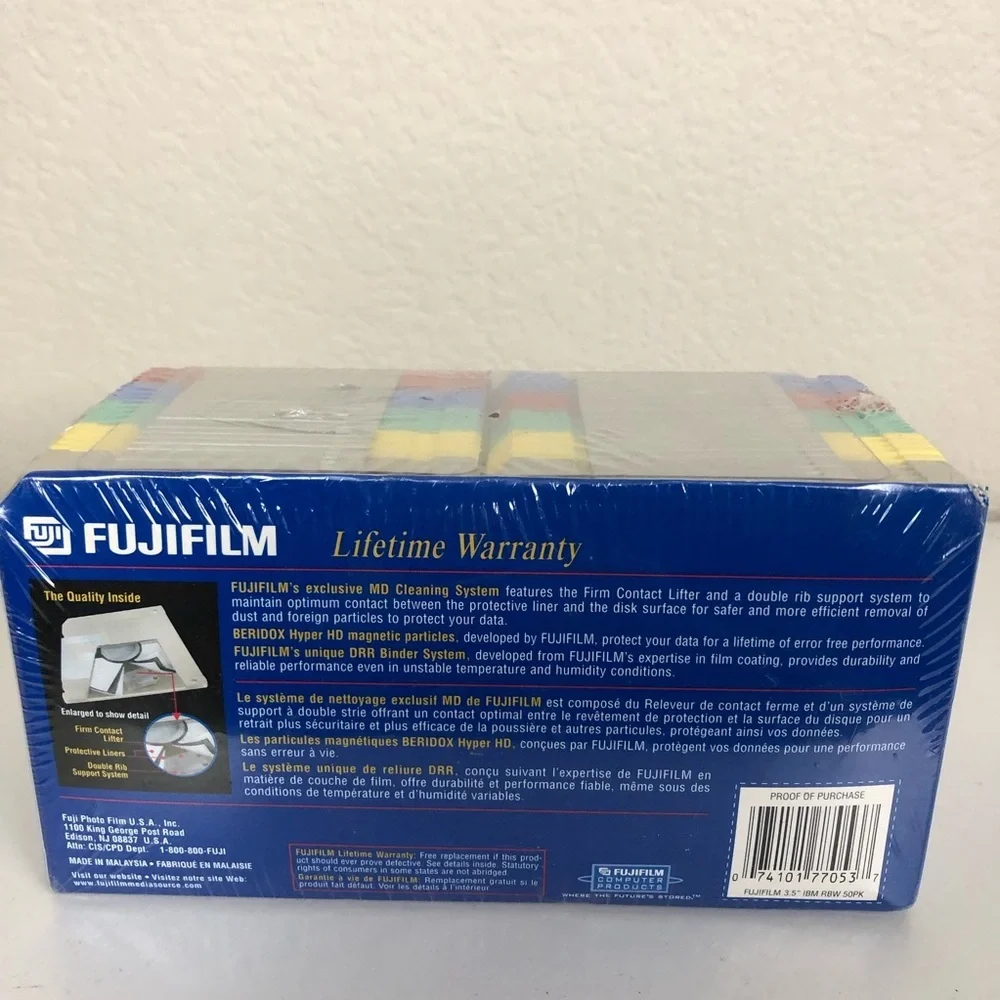 FUJI FUJIFILM Lifetime Warranty
The Quality Inside
Enlarged to show detail
Firm Contact
Lifter
Protective Liners
Double Rib
Support System
FUJIFILM's exclusive MD Cleaning System features the Firm Contact Lifter and a double rib support system to
maintain optimum contact between the protective liner and the disk surface for safer and more efficient removal of
dust and foreign particles to protect your data.
BERIDOX Hyper HD magnetic particles, developed by FUJIFILM, protect your data for a lifetime of error free performance.
FUJIFILM's unique DRR Binder System, developed from FUJIFILM's expertise in film coating, provides durability and
reliable performance even in unstable temperature and humidity conditions.
Le système de nettoyage exclusif MD de FUJIFILM est composé du Releveur de contact ferme et d'un système de
support à double strie offrant un contact optimal entre le revêtement de protection et la surface du disque pour un
retrait plus sécuritaire et plus efficace de la poussière et autres particules, protégeant ainsi vos données.
Les particules magnétiques BERIDOX Hyper HD, conçues par FUJIFILM, protègent vos données pour une performance
sans erreur à vie.
Le système unique de reliure DRR, conçu suivant l'expertise de FUJIFILM en
matière de couche de film, offre durabilité et performance fiable, même sous des
conditions de température et d'humidité variables.
Fuji Photo Film U.S.A., Inc.
1100 King George Post Road
Edison, NJ 08837 U.S.A.
Attn: CIS/CPD Dept. 1-800-800-FUJI
MADE IN MALAYSIA • FABRIQUÉ EN MALAISIE
Visit our website • Visitez notre site Web:
www.fujifilmmediasource.com
FUJIFILM Lifetime Warranty: Free replacement if this prod-
uct should ever prove defective. See details inside. Statutory
rights of consumers in some states are not abridged.
Garantie à vie de FUJIFILM: Remplacement gratuit si le
produit fait défaut. Voir les détails à l'intérieur
FUJIFILM
COMPUTER
PRODUCTS
WHERE THE FUTURE'S STORED.™
PROOF OF PURCHASE
0 74101 77053 7
FUJIFILM 3.5" IBM RBW 50PK